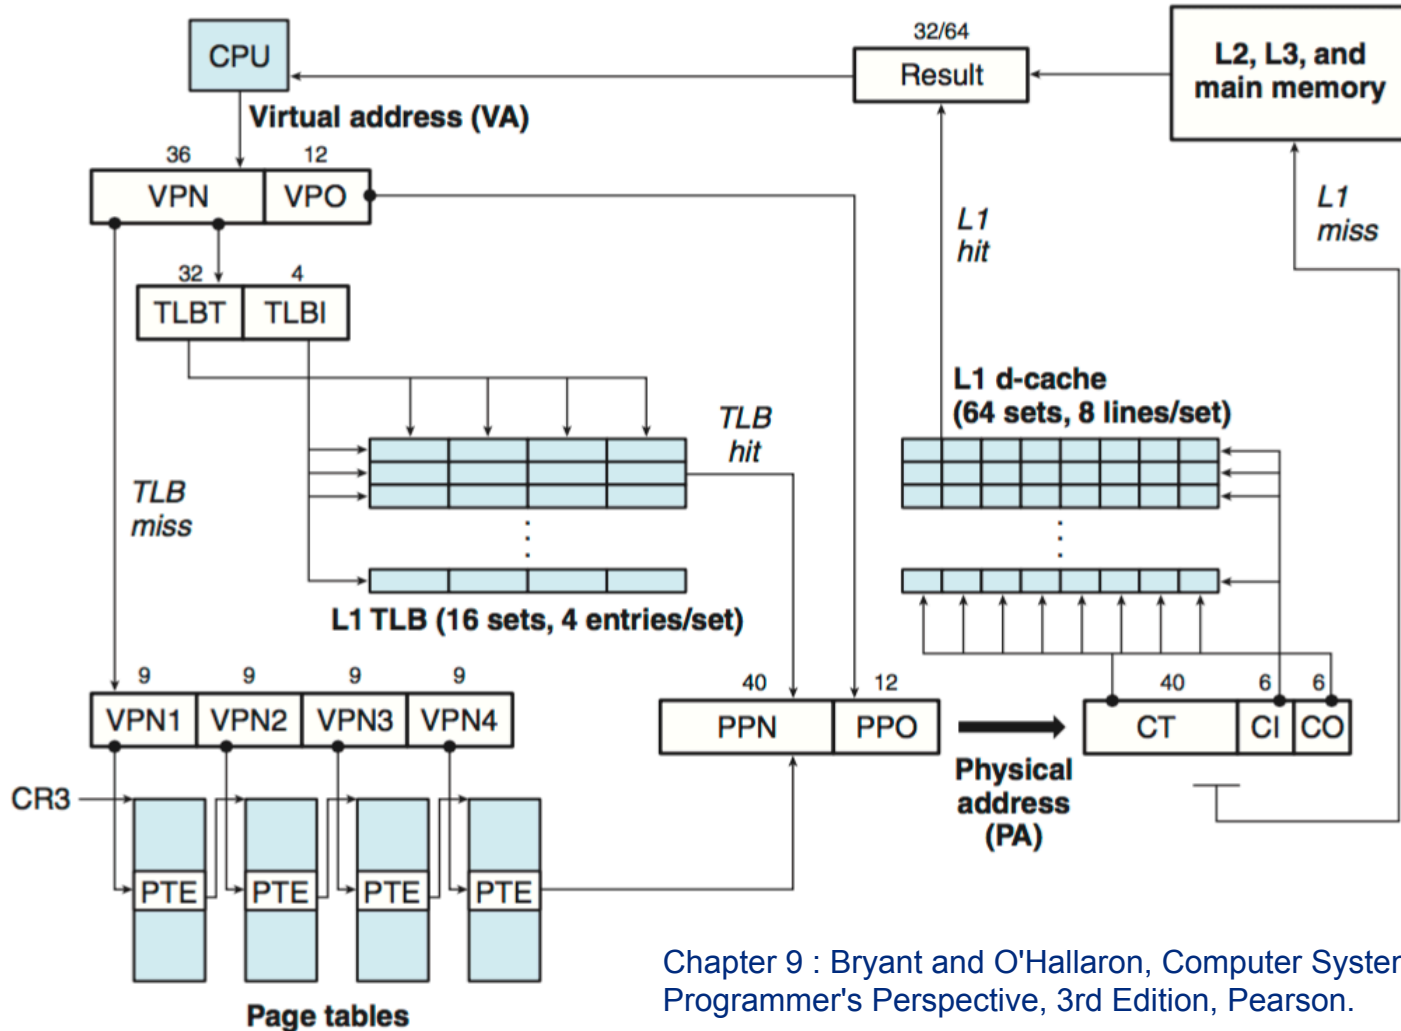 CPU
32/64
Result
L2, L3, and
main memory
Virtual address (VA)
36 12
VPN VPO
L1
hit
L1
miss
32 4
TLBT TLBI
L1 d-cache
(64 sets, 8 lines/set)
TLB
hit
TLB
miss
L1 TLB (16 sets, 4 entries/set)
9 9 9 9
VPN1 VPN2 VPN3 VPN4
40 12
PPN PPO
40 6 6
CT CI CO
Physical
address
(PA)
CR3
PTE PTE PTE PTE
Page tables
Chapter 9 : Bryant and O'Hallaron, Computer System
Programmer's Perspective, 3rd Edition, Pearson.